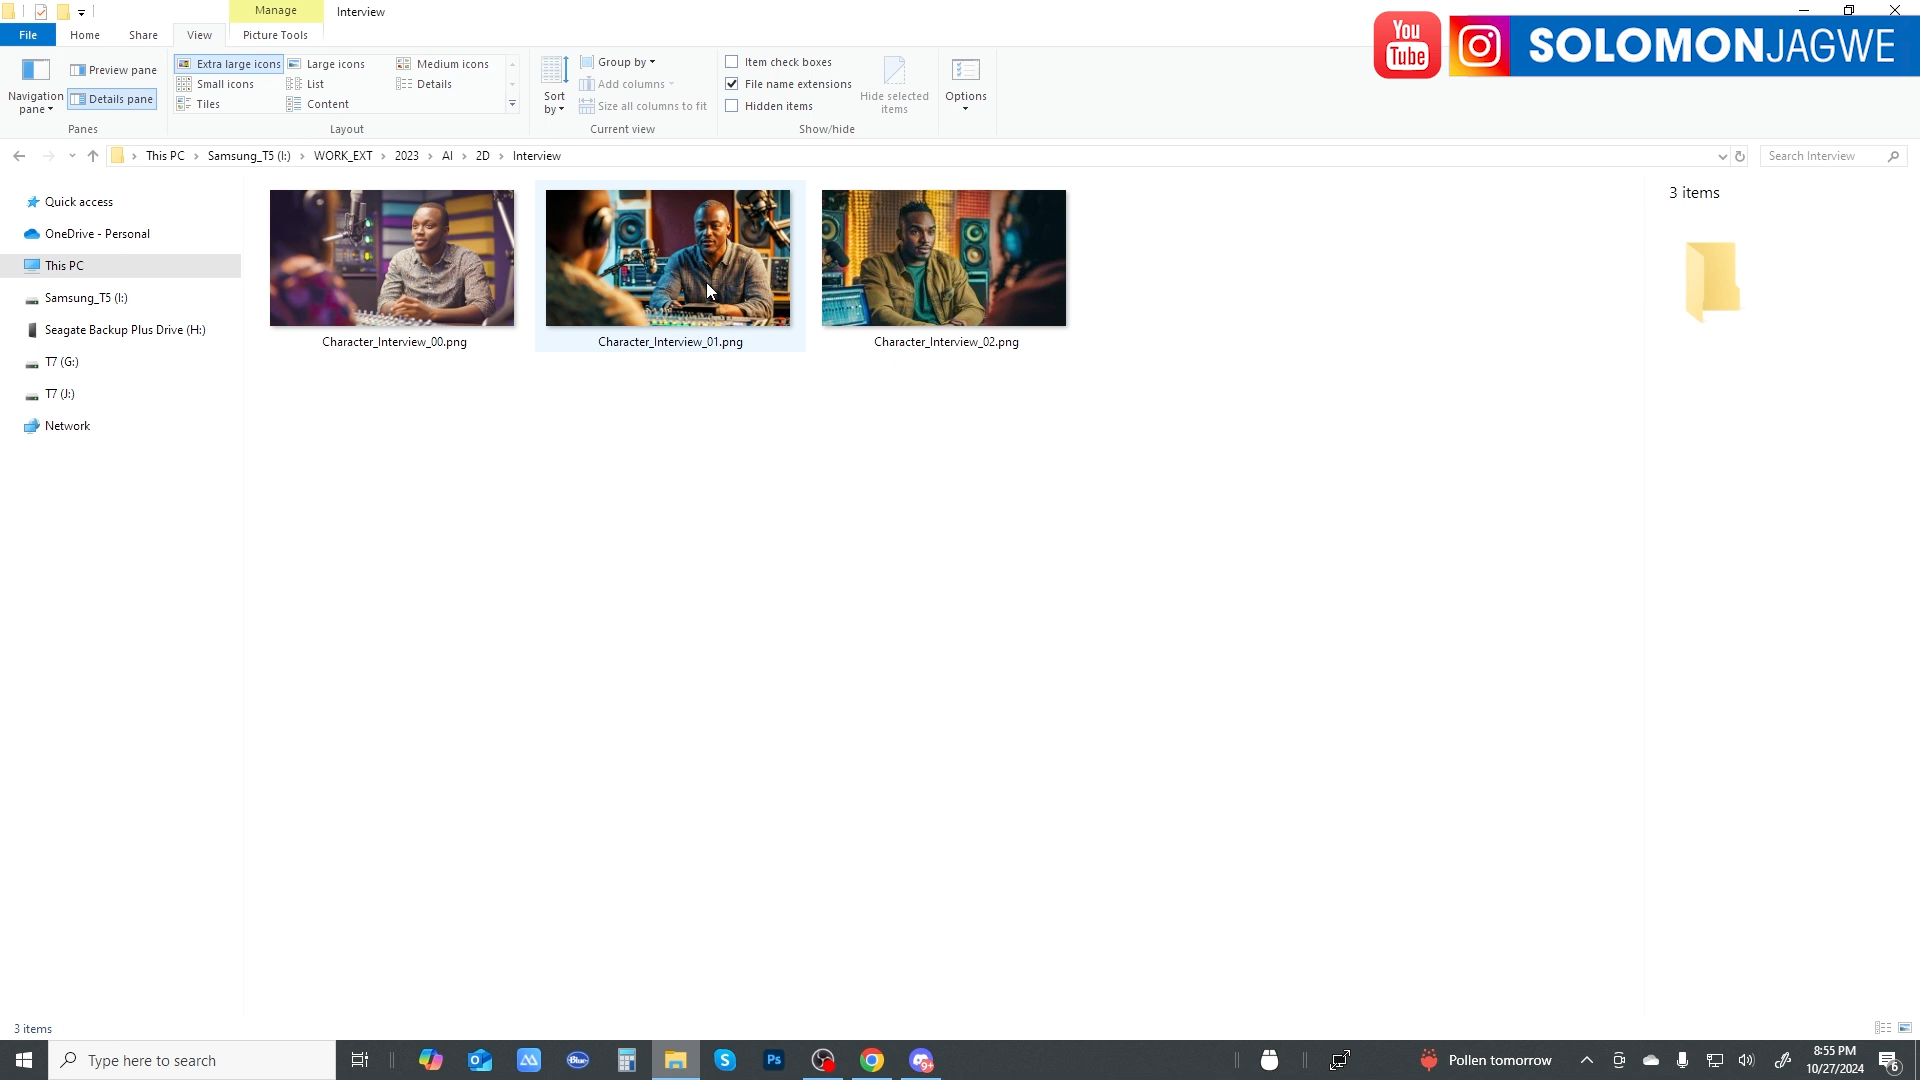 Manage
Interview
File
Home
Share
View
Picture Tools
You
Tube
SOLOMONJAGWE
Navigation
pane
Preview pane
Details pane
Panes
Extra large icons
Large icons
Medium icons
Small icons
List
Details
Tiles
Content
Layout
Sort
by
Group by
Add columns
Size all columns to fit
Current view
Item check boxes
File name extensions
Hidden items
Hide selected
items
Show/hide
Options
This PC > Samsung_T5 (I:) > WORK_EXT > 2023 > AI > 2D > Interview
Search Interview
Quick access
OneDrive - Personal
This PC
Samsung_T5 (I:)
Seagate Backup Plus Drive (H:)
T7 (G:)
T7 (J:)
Network
Character_Interview_00.png
Character_Interview_01.png
Character_Interview_02.png
3 items
3 items
Type here to search
Blue
Ps
9+
Pollen tomorrow
8:55 PM
10/27/2024
6